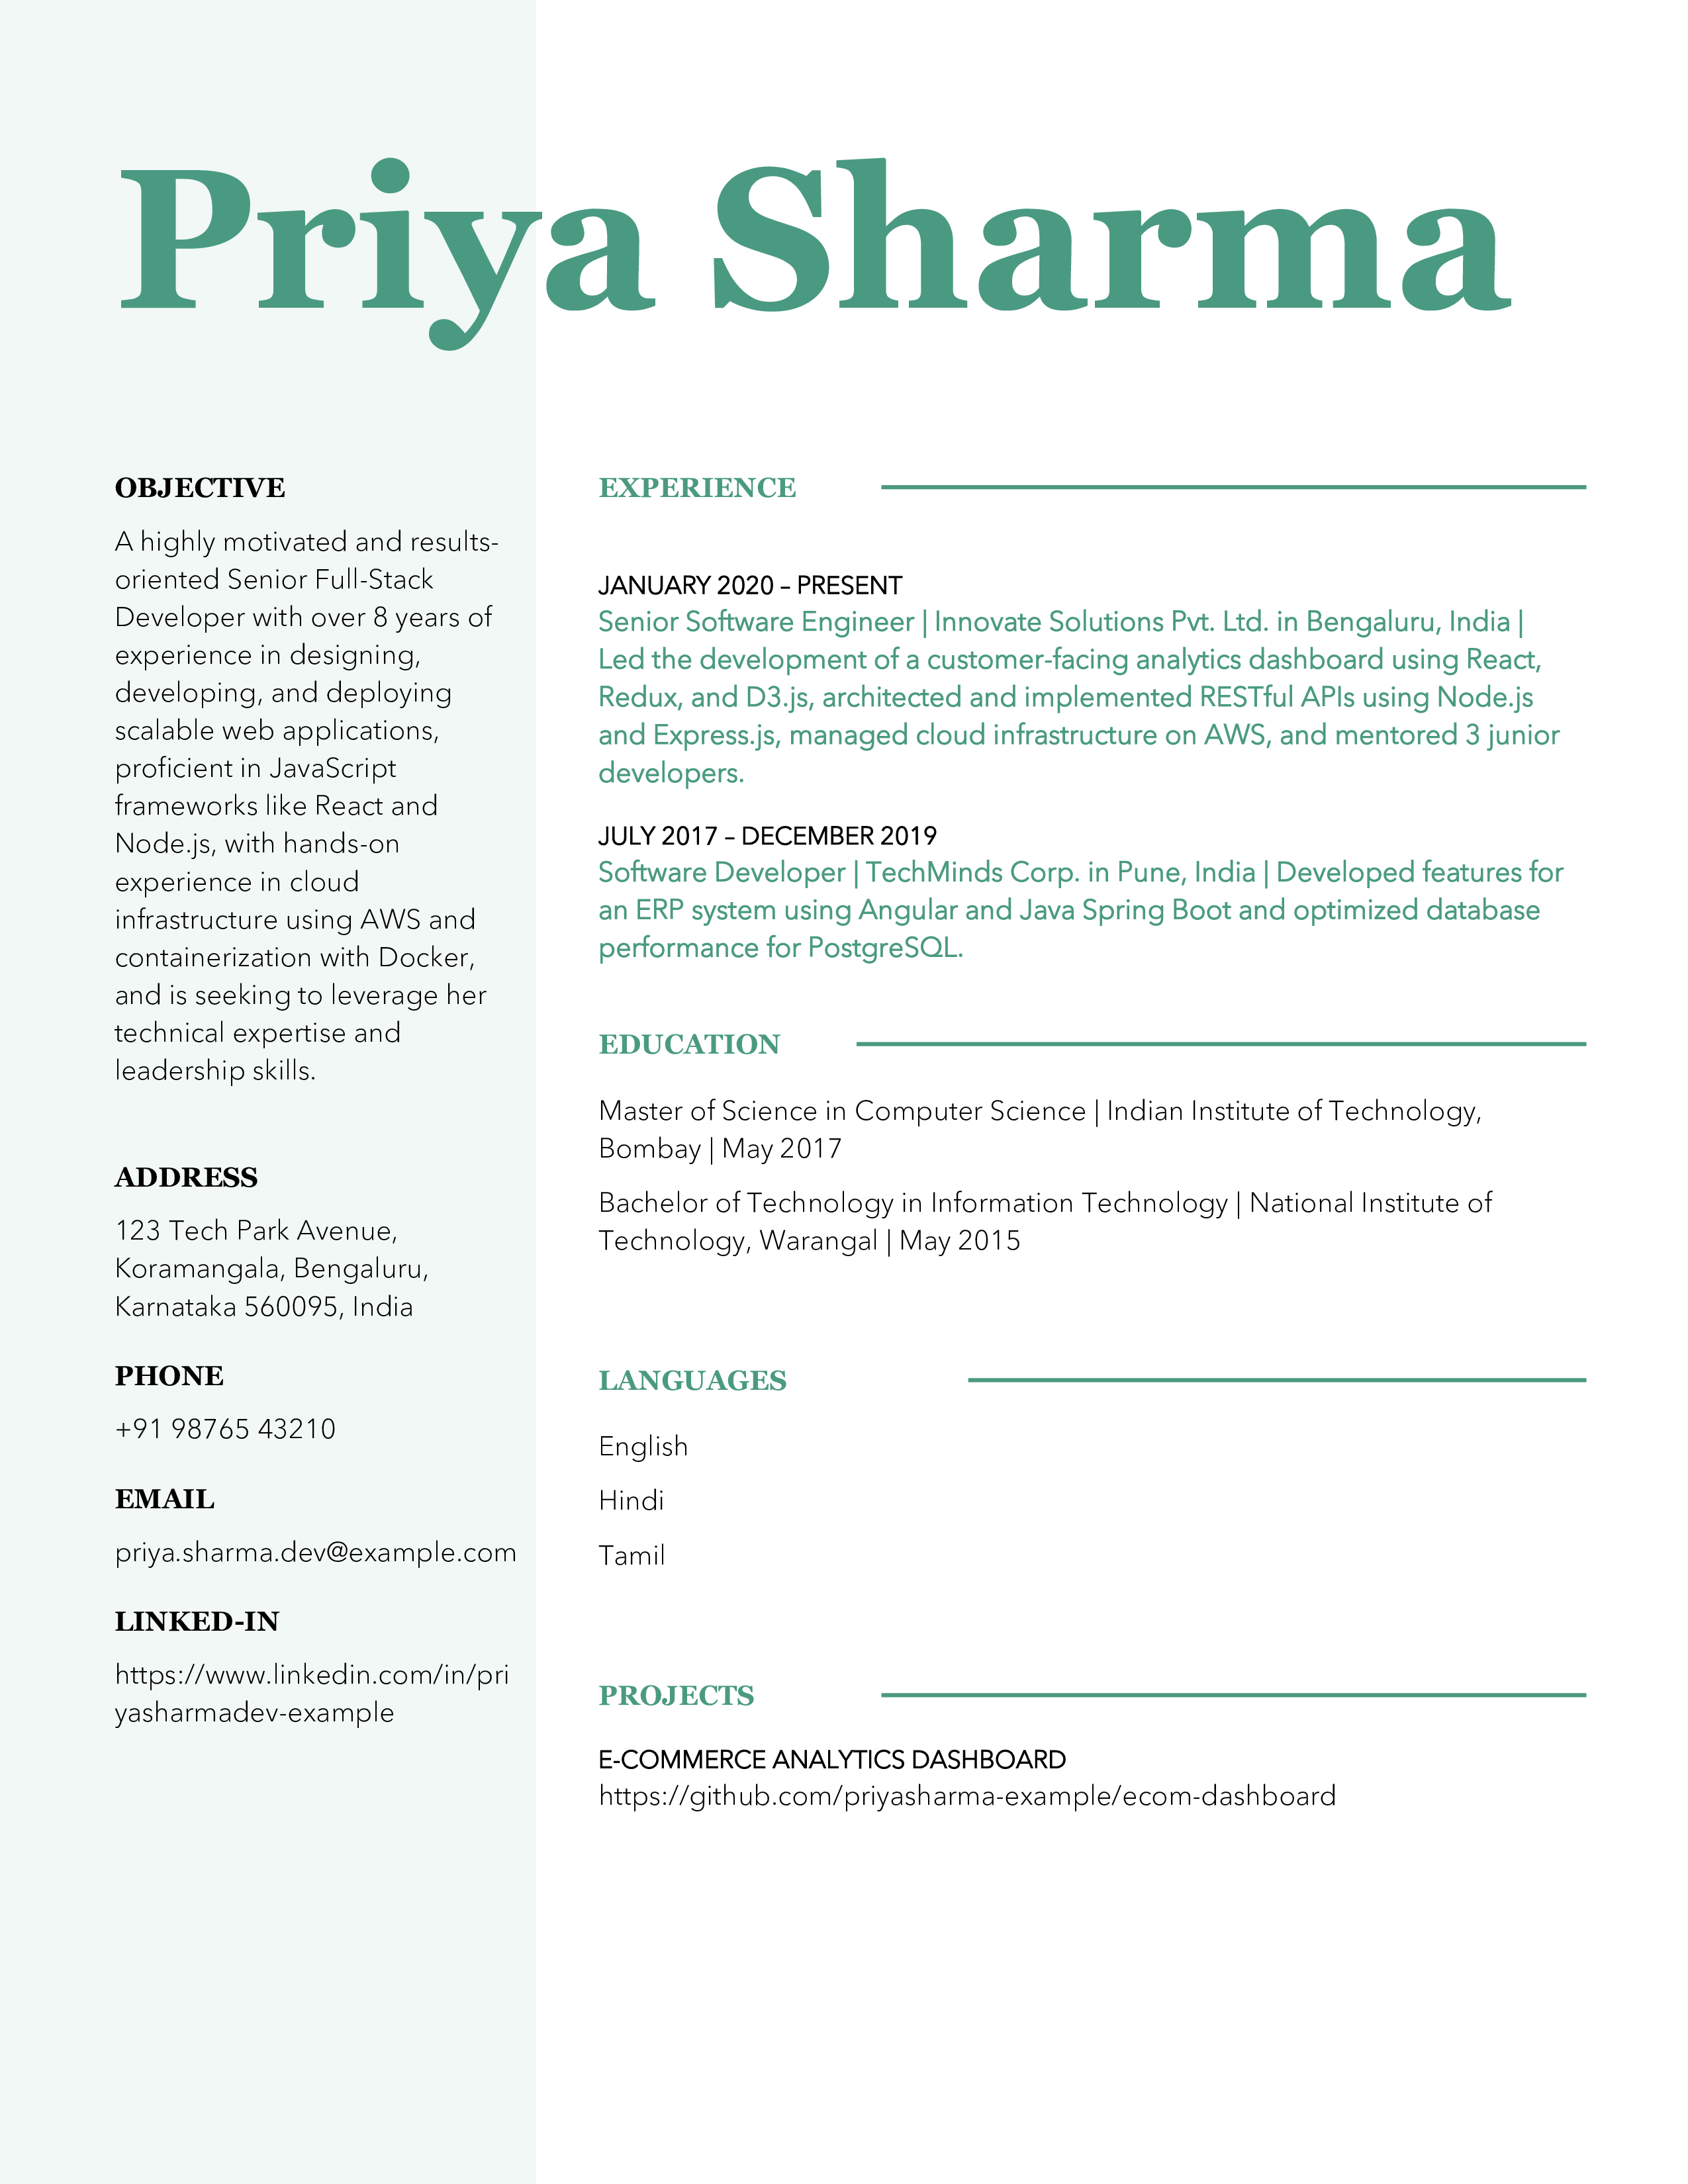 Priya Sharma
OBJECTIVE
A highly motivated and results-
oriented Senior Full-Stack
Developer with over 8 years of
experience in designing,
developing, and deploying
scalable web applications,
proficient in JavaScript
frameworks like React and
Node.js, with hands-on
experience in cloud
infrastructure using AWS and
containerization with Docker,
and is seeking to leverage her
technical expertise and
leadership skills.
ADDRESS
123 Tech Park Avenue,
Koramangala, Bengaluru,
Karnataka 560095, India
PHONE
+91 98765 43210
EMAIL
priya.sharma.dev@example.com
LINKED-IN
https://www.linkedin.com/in/pri
yasharmadev-example
EXPERIENCE
JANUARY 2020 – PRESENT
Senior Software Engineer | Innovate Solutions Pvt. Ltd. in Bengaluru, India |
Led the development of a customer-facing analytics dashboard using React,
Redux, and D3.js, architected and implemented RESTful APIs using Node.js
and Express.js, managed cloud infrastructure on AWS, and mentored 3 junior
developers.
JULY 2017 – DECEMBER 2019
Software Developer | TechMinds Corp. in Pune, India | Developed features for
an ERP system using Angular and Java Spring Boot and optimized database
performance for PostgreSQL.
EDUCATION
Master of Science in Computer Science | Indian Institute of Technology,
Bombay | May 2017
Bachelor of Technology in Information Technology | National Institute of
Technology, Warangal | May 2015
LANGUAGES
English
Hindi
Tamil
PROJECTS
E-COMMERCE ANALYTICS DASHBOARD
https://github.com/priyasharma-example/ecom-dashboard